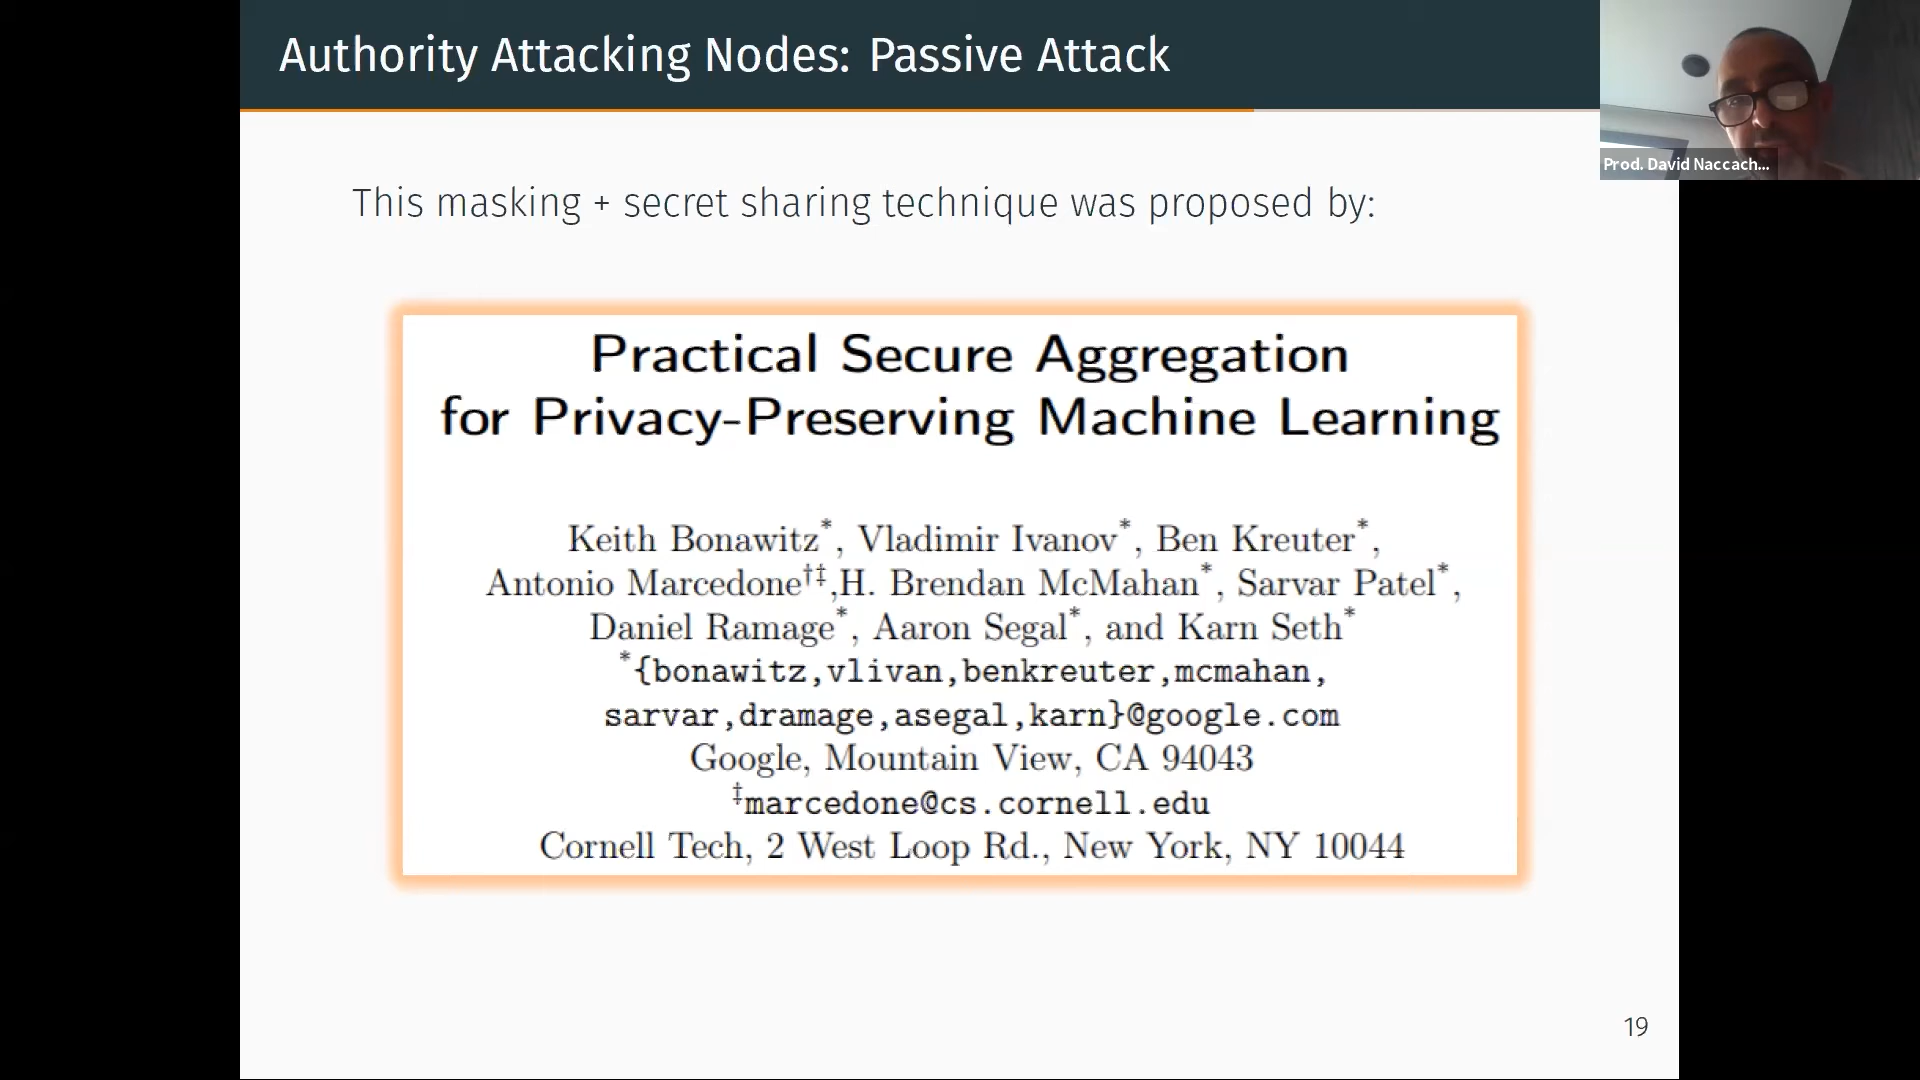 Authority Attacking Nodes: Passive Attack
Prod. David Naccach...
This masking + secret sharing technique was proposed by:
Practical Secure Aggregation
for Privacy-Preserving Machine Learning
Keith Bonawitz*, Vladimir Ivanov*, Ben Kreuter*,
Antonio Marcedone†‡,H. Brendan McMahan*, Sarvar Patel*,
Daniel Ramage*, Aaron Segal*, and Karn Seth*
*{bonawitz,vlivan,benkreuter,mcmahan,
sarvar,dramage,asegal,karn}@google.com
Google, Mountain View, CA 94043
‡marcedone@cs.cornell.edu
Cornell Tech, 2 West Loop Rd., New York, NY 10044
19